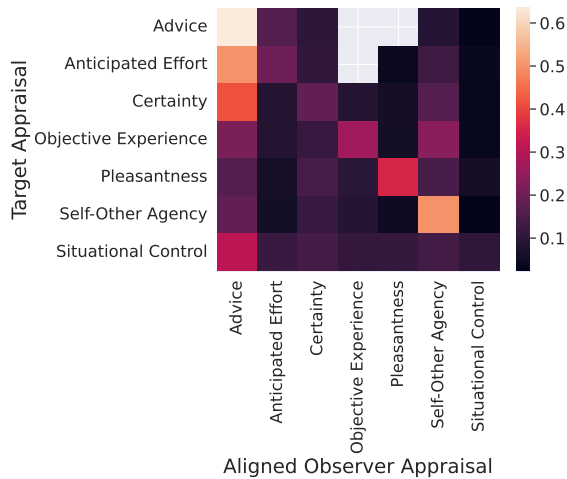 Target Appraisal
Advice
Anticipated Effort
Certainty
Objective Experience
Pleasantness
Self-Other Agency
Situational Control
0.6
0.5
0.4
0.3
0.2
0.1
Advice
Anticipated Effort
Certainty
Objective Experience
Pleasantness
Self-Other Agency
Situational Control
Aligned Observer Appraisal